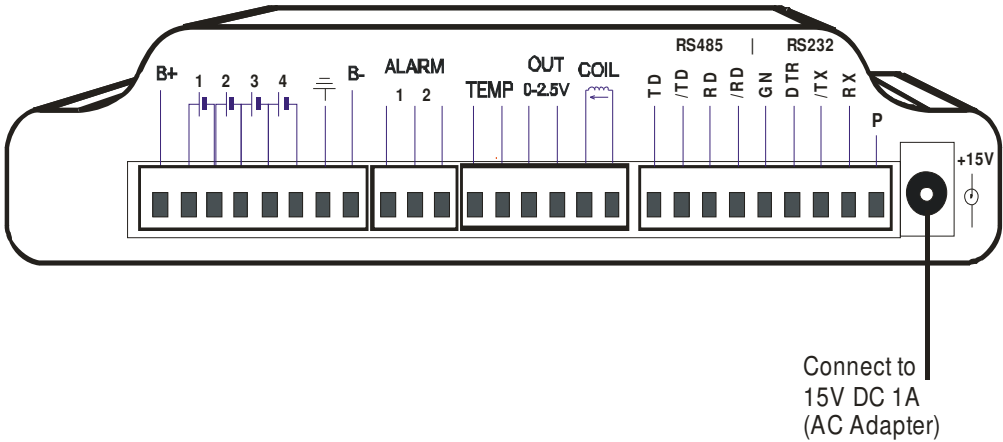 RS485 | RS232
B+ 1 2 3 4 B- ALARM 1 2
TEMP OUT 0-2.5V COIL
TD /TD RD /RD GN DTR /TX RX P
+15V
Connect to
15V DC 1A
(AC Adapter)